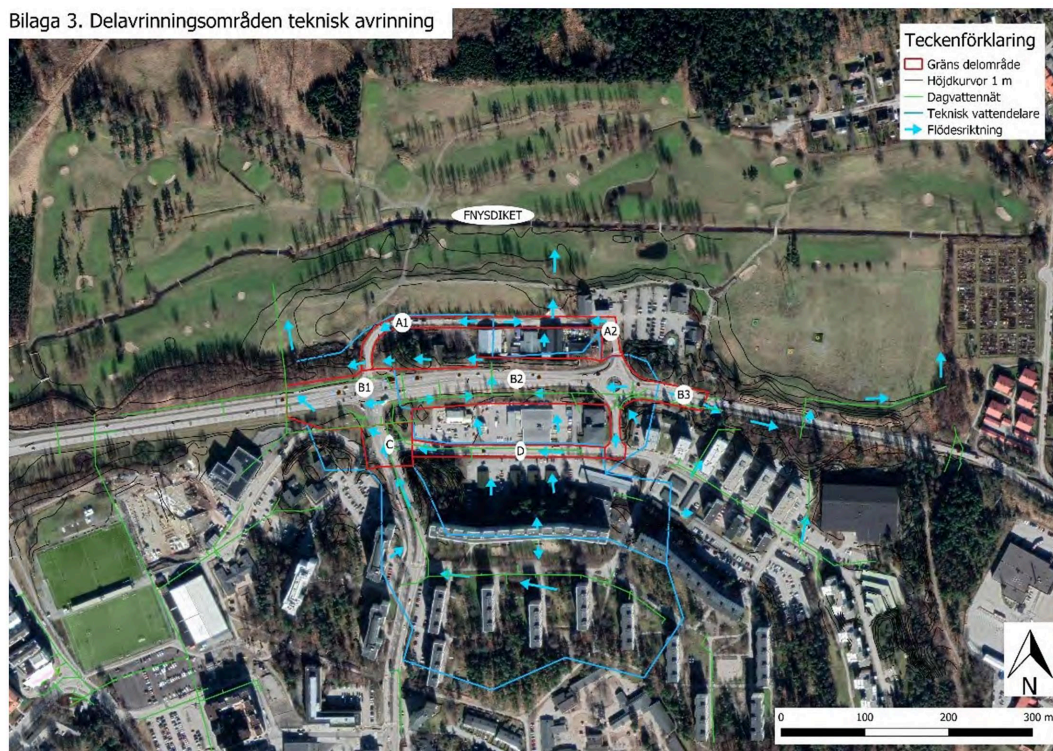 Bilaga 3. Delavrinningsområden teknisk avrinning
Teckenförklaring
Gräns delområde
Höjdkurvor 1 m
Dagvattennät
Teknisk vattendelare
Flödesriktning
FNYSDIKET
A1
A2
B1
B2
B3
C
D
N
0 100 200 300 m